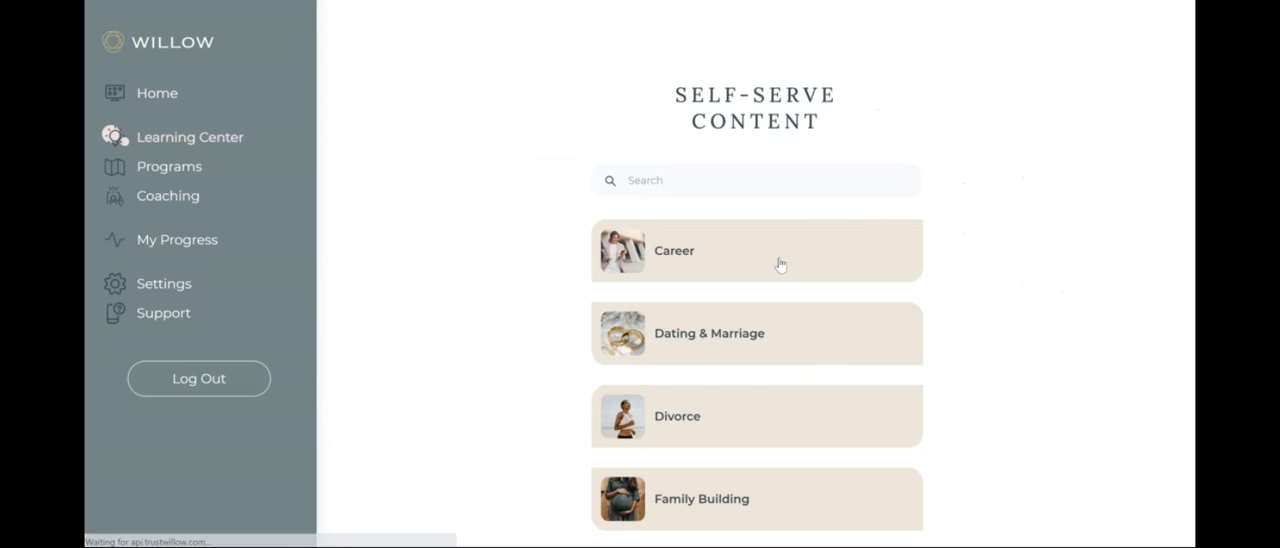 WILLOW
Home
Learning Center
Programs
Coaching
My Progress
Settings
Support
Log Out
SELF-SERVE
CONTENT
Search
Career
Dating & Marriage
Divorce
Family Building
Waiting for api.trustwillow.com...